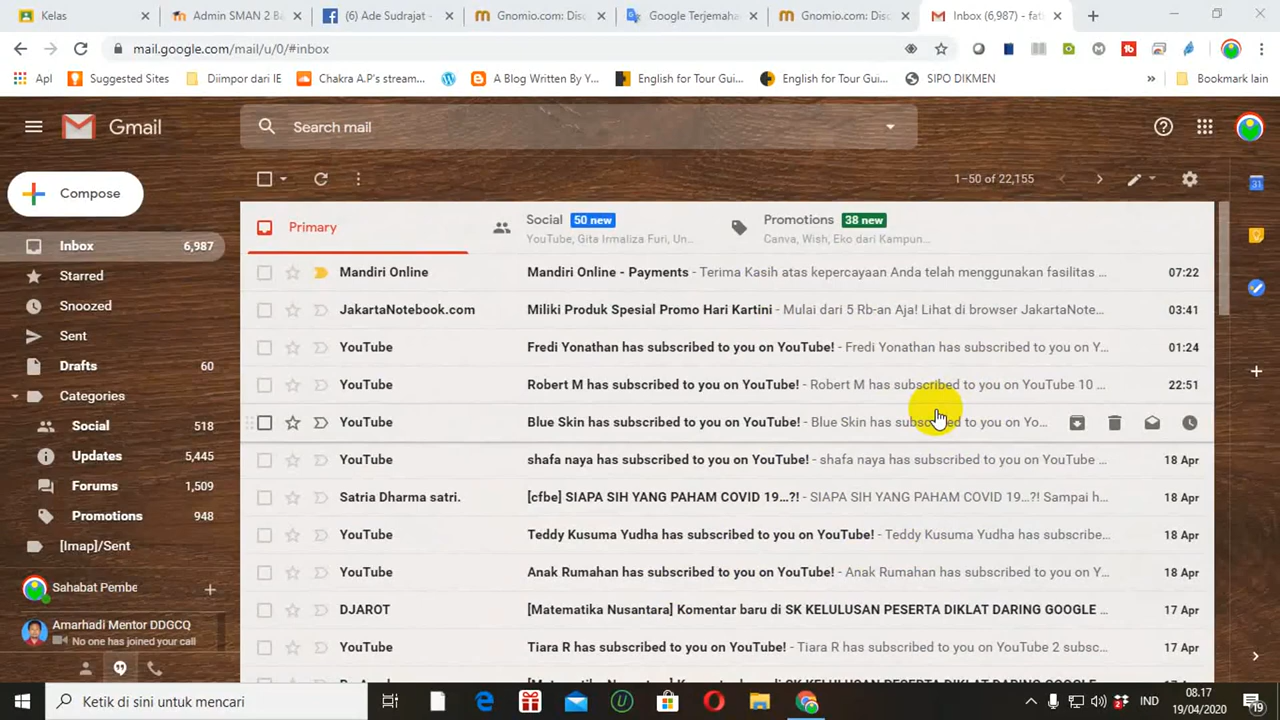 Kelas
Admin SMAN 2 Ba
(6) Ade Sudrajat -
Gnomio.com: Disc
Google Terjemaha
Gnomio.com: Disc
Inbox (6,987) - fat
mail.google.com/mail/u/0/#inbox
Apl
Suggested Sites
Diimpor dari IE
Chakra A.P's stream...
A Blog Written By Y...
English for Tour Gui...
English for Tour Gui...
SIPO DIKMEN
»
Bookmark lain
Gmail
Search mail
Compose
1–50 of 22,155
Inbox 6,987
Starred
Snoozed
Sent
Drafts 60
Categories
Social 518
Updates 5,445
Forums 1,509
Promotions 948
[Imap]/Sent
Sahabat Pembe
Amarhadi Mentor DDGCQ
No one has joined your call
Primary
Social 50 new
YouTube, Gita Irmaliza Furi, Un...
Promotions 38 new
Canva, Wish, Eko dari Kampun...
Mandiri Online Mandiri Online - Payments - Terima Kasih atas kepercayaan Anda telah menggunakan fasilitas ... 07:22
JakartaNotebook.com Miliki Produk Spesial Promo Hari Kartini - Mulai dari 5 Rb-an Aja! Lihat di browser JakartaNote... 03:41
YouTube Fredi Yonathan has subscribed to you on YouTube! - Fredi Yonathan has subscribed to you on Y... 01:24
YouTube Robert M has subscribed to you on YouTube! - Robert M has subscribed to you on YouTube 10 ... 22:51
YouTube Blue Skin has subscribed to you on YouTube! - Blue Skin has subscribed to you on Yo...
YouTube shafa naya has subscribed to you on YouTube! - shafa naya has subscribed to you on YouTube ... 18 Apr
Satria Dharma satri. [cfbe] SIAPA SIH YANG PAHAM COVID 19...?! - SIAPA SIH YANG PAHAM COVID 19...?! Sampai h... 18 Apr
YouTube Teddy Kusuma Yudha has subscribed to you on YouTube! - Teddy Kusuma Yudha has subscribe... 18 Apr
YouTube Anak Rumahan has subscribed to you on YouTube! - Anak Rumahan has subscribed to you on Y... 18 Apr
DJAROT [Matematika Nusantara] Komentar baru di SK KELULUSAN PESERTA DIKLAT DARING GOOGLE ... 17 Apr
YouTube Tiara R has subscribed to you on YouTube! - Tiara R has subscribed to you on YouTube 2 subsc... 17 Apr
Ketik di sini untuk mencari
IND
08.17
19/04/2020
19